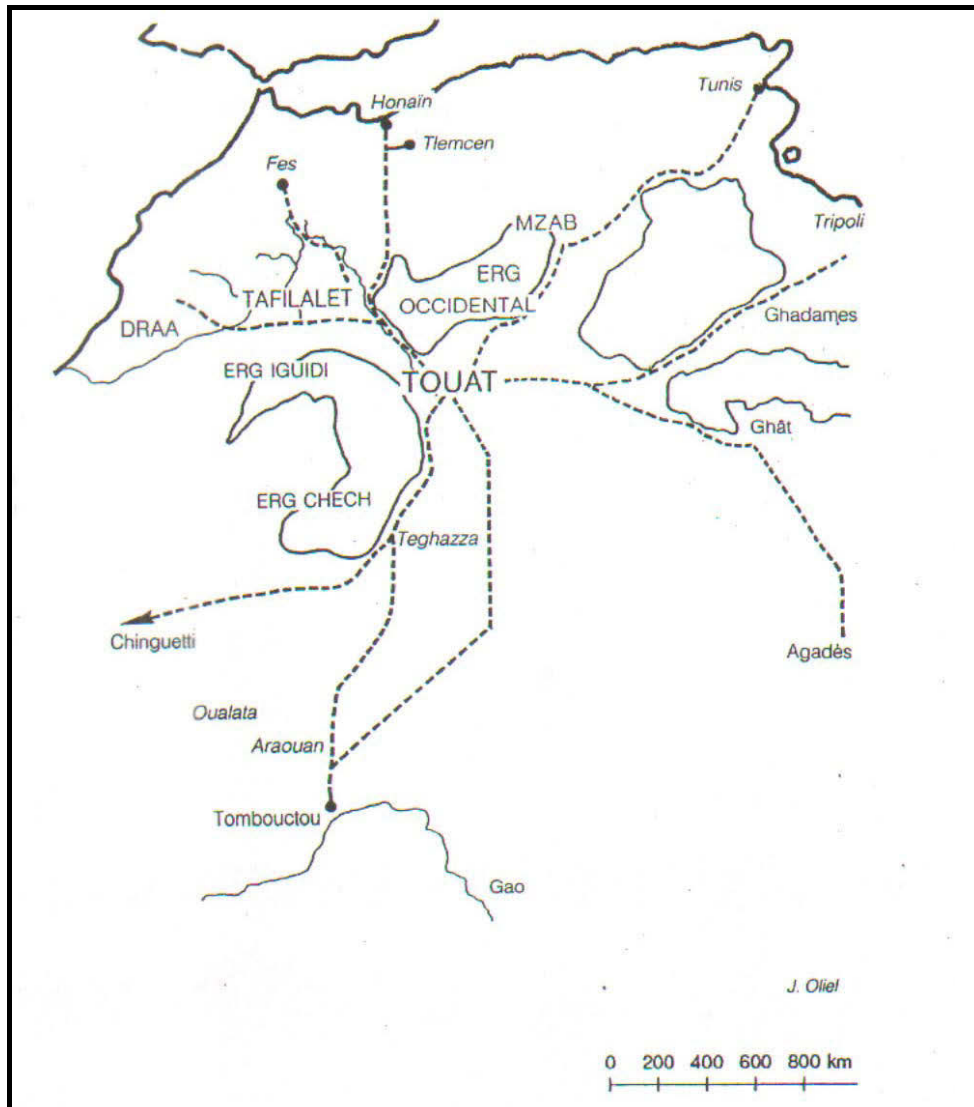 Honaïn
Tunis
Tlemcen
Fes
MZAB
Tripoli
ERG
OCCIDENTAL
TAFILALET
DRAA
Ghadames
ERG IGUIDI
TOUAT
Ghât
ERG CHECH
Teghazza
Chinguetti
Agadès
Oualata
Araouan
Tombouctou
Gao
J. Oliel
0 200 400 600 800 km